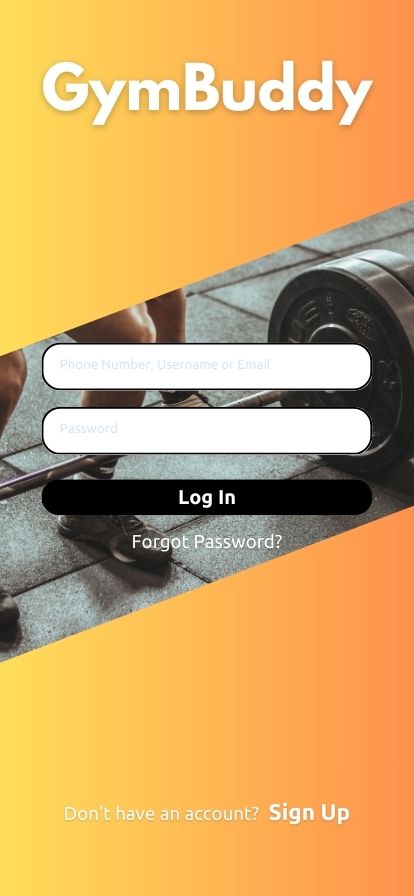 GymBuddy
Phone Number, Username or Email
Password
Log In
Forgot Password?
Don't have an account? Sign Up